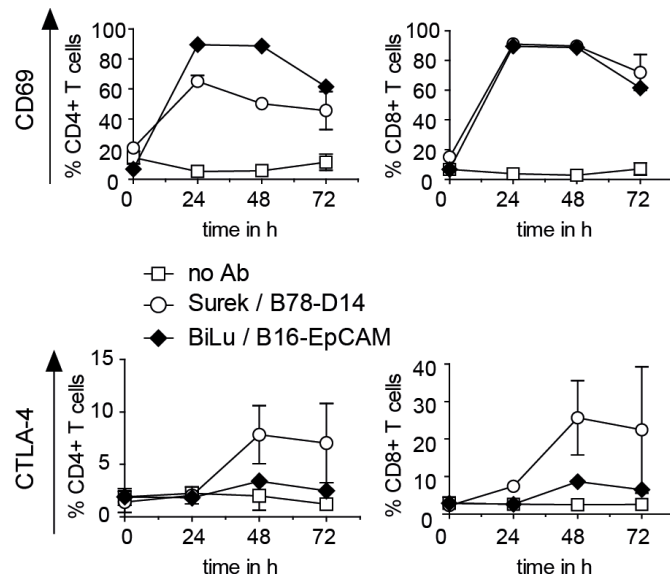 CD69
% CD4+ T cells
100
80
60
40
20
0
0 24 48 72
time in h
% CD8+ T cells
100
80
60
40
20
0
0 24 48 72
time in h
no Ab
Surek / B78-D14
BiLu / B16-EpCAM
CTLA-4
% CD4+ T cells
15
10
5
0
0 24 48 72
time in h
% CD8+ T cells
40
30
20
10
0
0 24 48 72
time in h